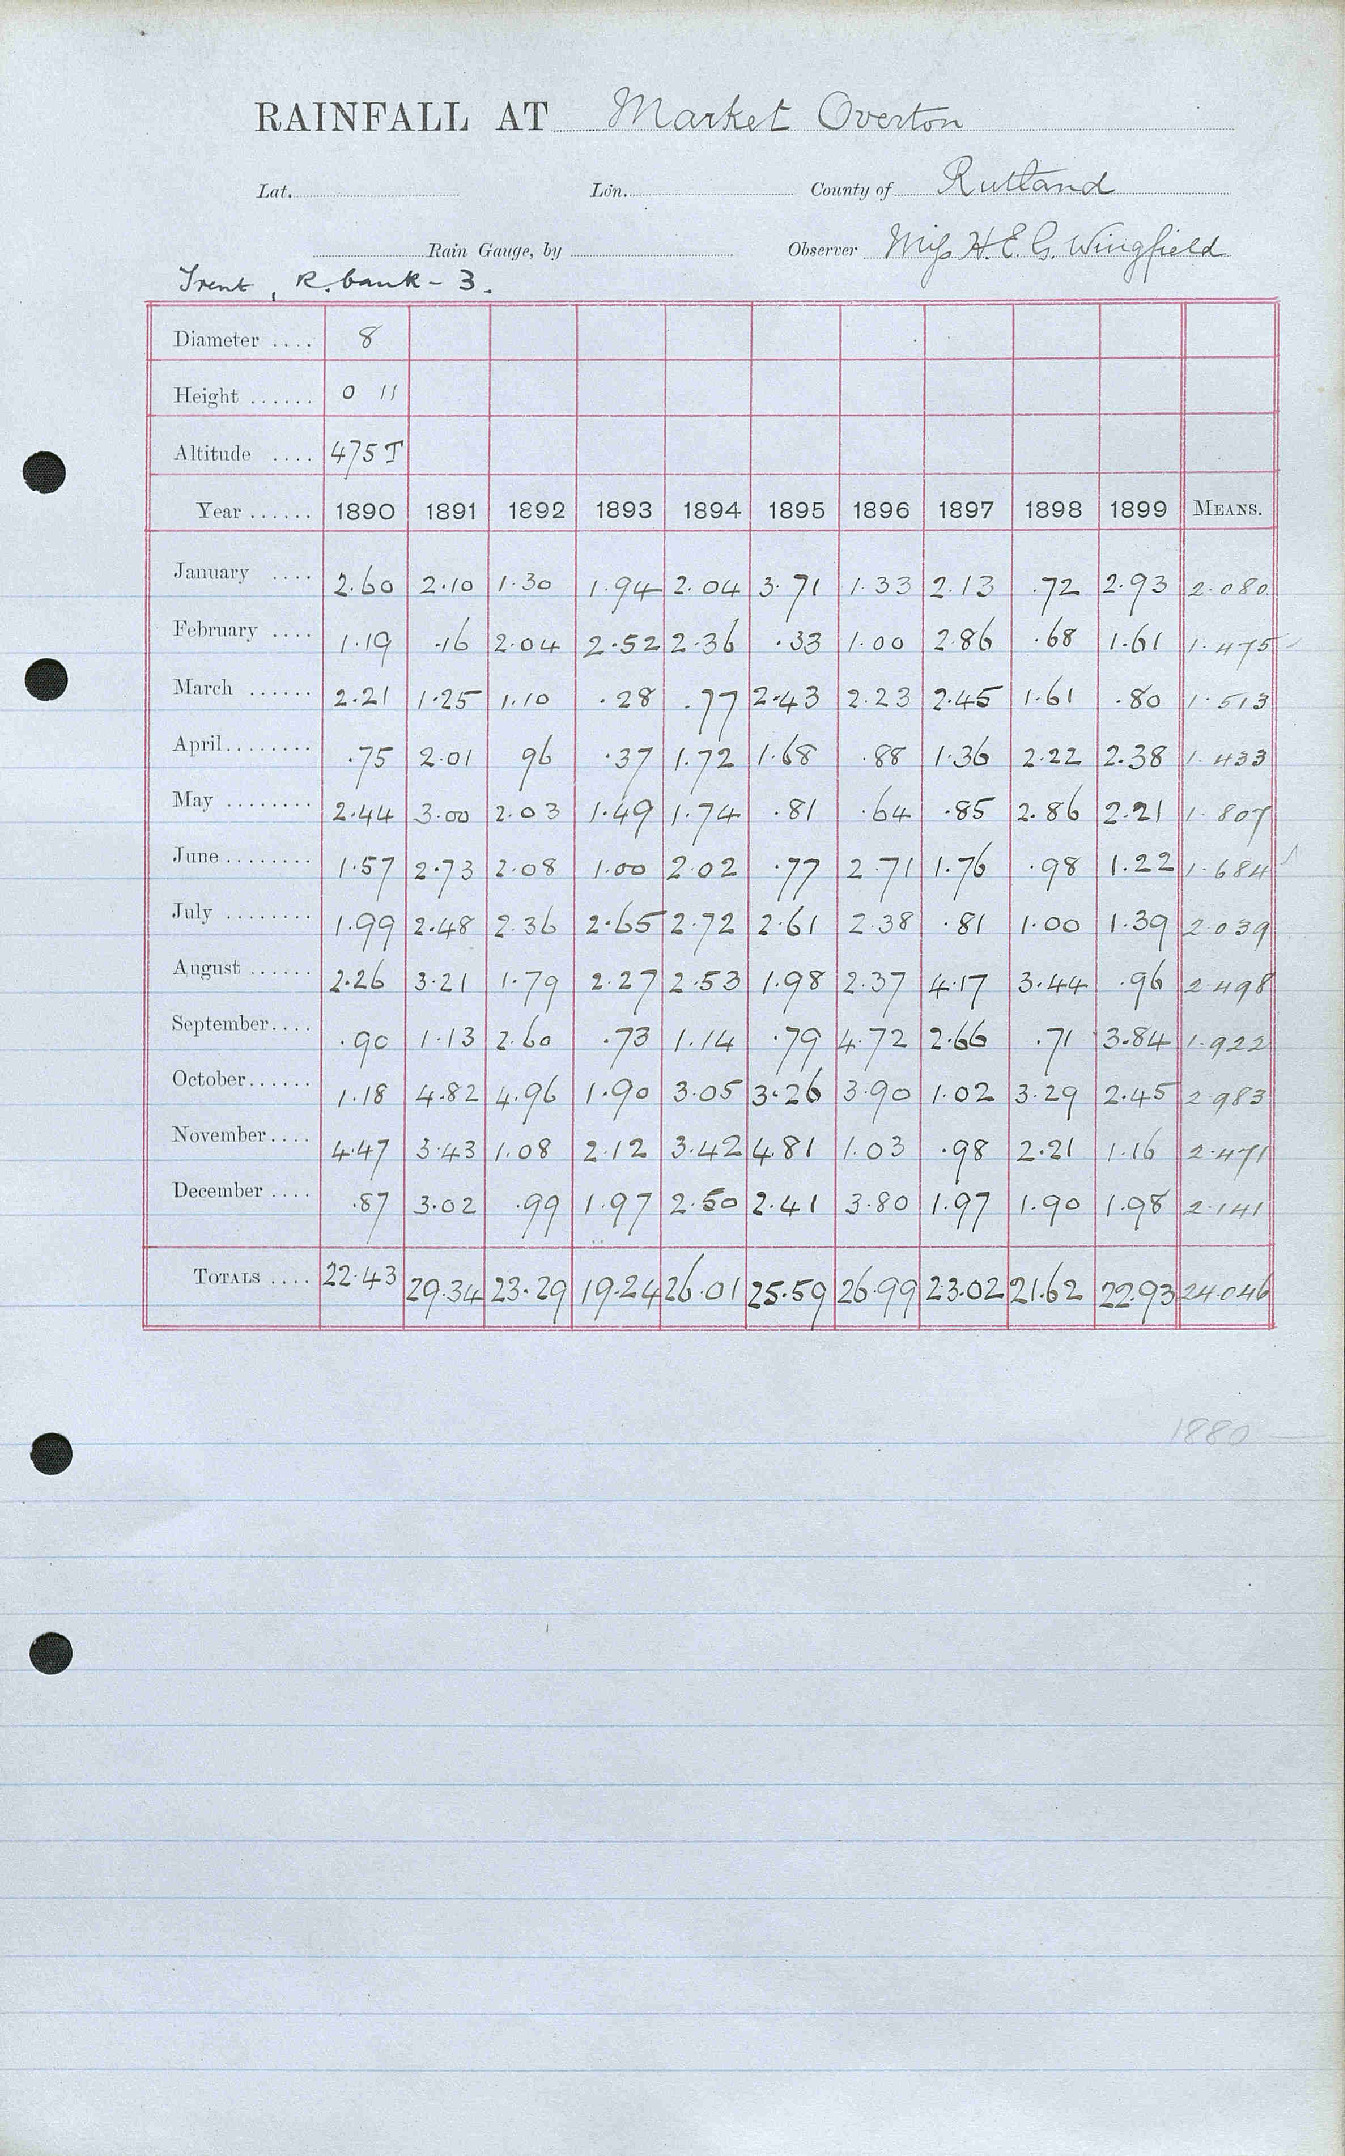 RAINFALL AT Market Overton
Lat. Lon. County of Rutland
Rain Gauge, by Observer Miss H.E.G. Wingfield
Trent, R. bank - 3.
Diameter .... 8
Height ...... 0 11
Altitude .... 475 T
Year ...... 1890 1891 1892 1893 1894 1895 1896 1897 1898 1899 MEANS.
January .... 2.60 2.10 1.30 1.94 2.04 3.71 1.33 2.13 .72 2.93 2.080
February .... 1.19 .16 2.04 2.52 2.36 .33 1.00 2.86 .68 1.61 1.475
March ...... 2.21 1.25 1.10 .28 .77 2.43 2.23 2.45 1.61 .80 1.513
April........ .75 2.01 96 .37 1.72 1.68 .88 1.36 2.22 2.38 1.433
May ........ 2.44 3.00 2.03 1.49 1.74 .81 .64 .85 2.86 2.21 1.807
June........ 1.57 2.73 2.08 1.00 2.02 .77 2.71 1.76 .98 1.22 1.684
July ........ 1.99 2.48 2.36 2.65 2.72 2.61 2.38 .81 1.00 1.39 2.039
August ...... 2.26 3.21 1.79 2.27 2.53 1.98 2.37 4.17 3.44 .96 2.498
September.... .90 1.13 2.60 .73 1.14 .79 4.72 2.66 .71 3.84 1.922
October...... 1.18 4.82 4.96 1.90 3.05 3.26 3.90 1.02 3.29 2.45 2.983
November.... 4.47 3.43 1.08 2.12 3.42 4.81 1.03 .98 2.21 1.16 2.471
December .... .87 3.02 .99 1.97 2.50 2.41 3.80 1.97 1.90 1.98 2.141
TOTALS .... 22.43 29.34 23.29 19.24 26.01 25.59 26.99 23.02 21.62 22.93 24.046
1880 —